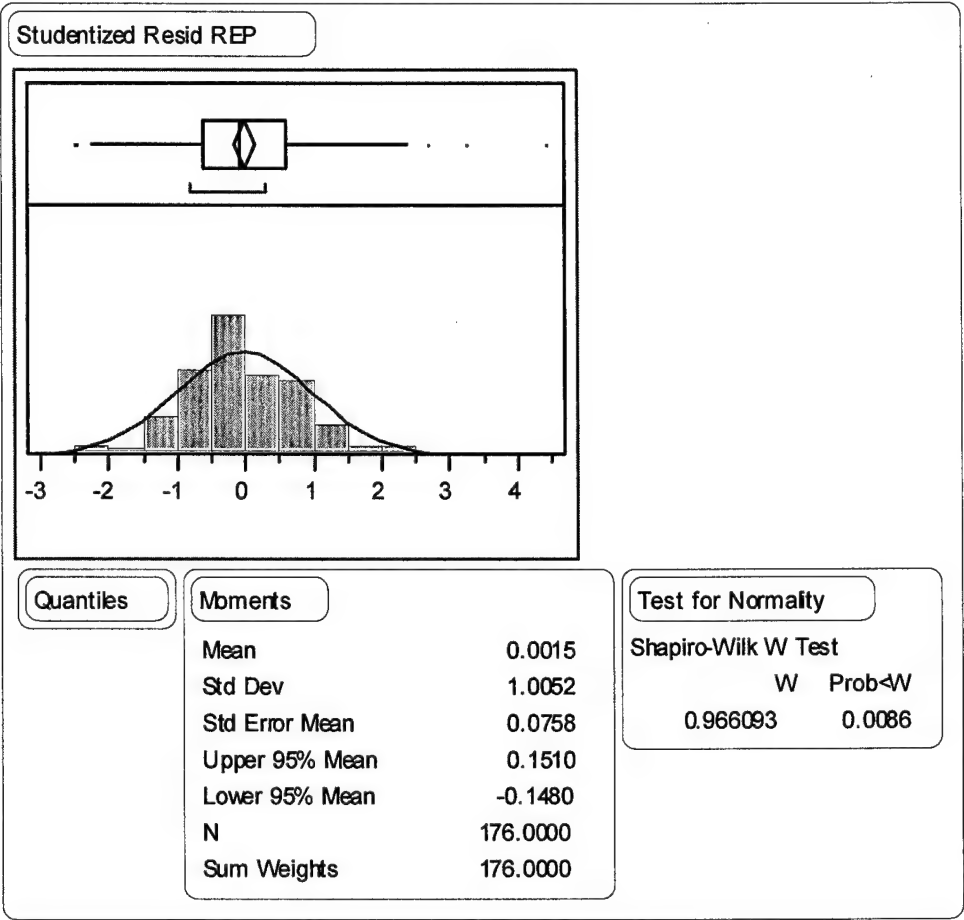 Studentized Resid REP
-3 -2 -1 0 1 2 3 4
Quantiles
Moments
Mean 0.0015
Std Dev 1.0052
Std Error Mean 0.0758
Upper 95% Mean 0.1510
Lower 95% Mean -0.1480
N 176.0000
Sum Weights 176.0000
Test for Normality
Shapiro-Wilk W Test
W Prob<W
0.966093 0.0086